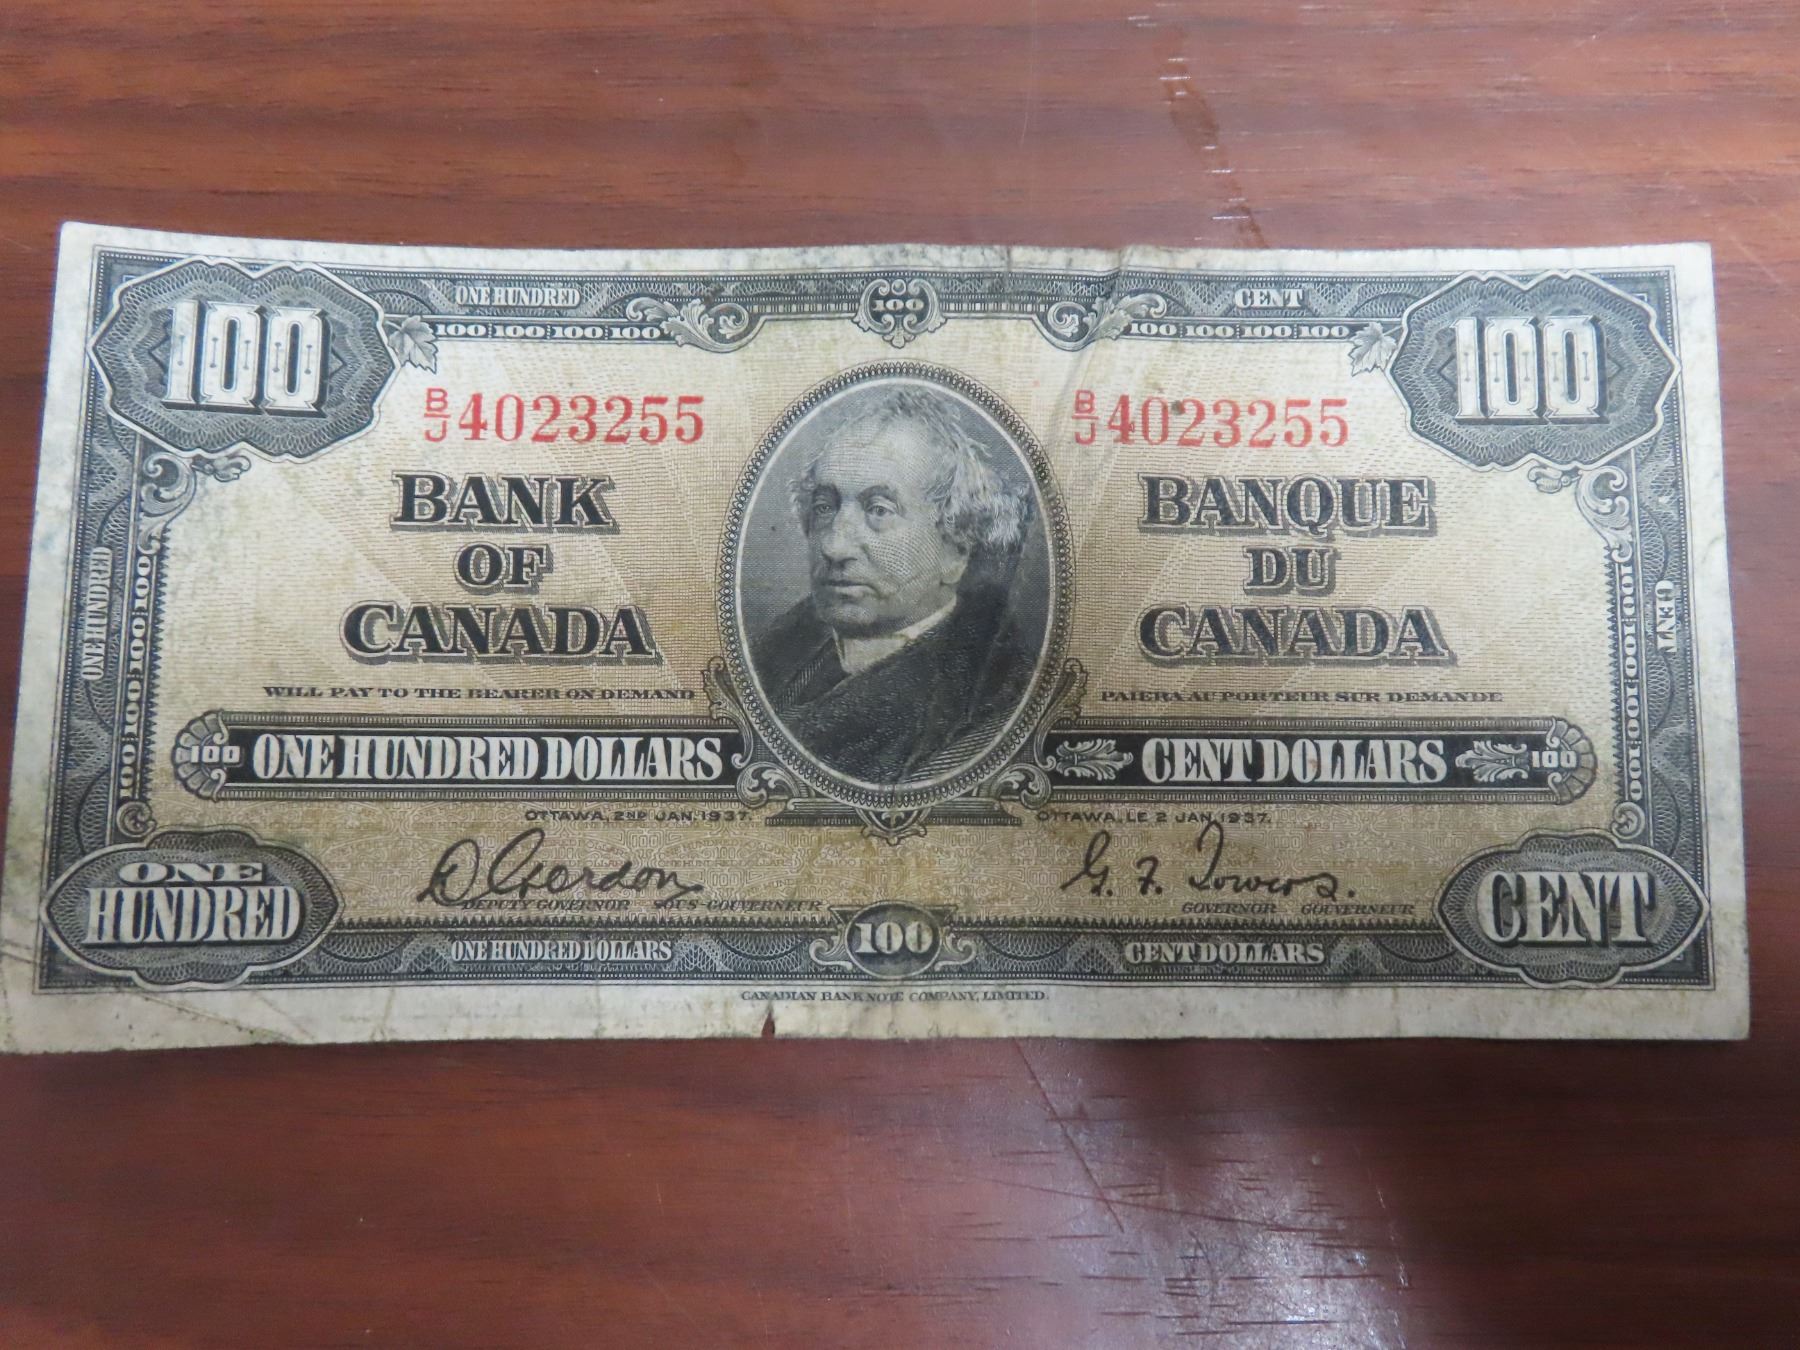 ONE HUNDRED
100
CENT
100
100 100 100 100
100 100 100 100
100
B/J 4023255
B/J 4023255
BANK
OF
CANADA
BANQUE
DU
CANADA
ONE HUNDRED
100 100 100 100
100 100 100 100
CENT
WILL PAY TO THE BEARER ON DEMAND
PAIERA AU PORTEUR SUR DEMANDE
100 ONE HUNDRED DOLLARS
CENT DOLLARS 100
OTTAWA, 2ND JAN. 1937.
OTTAWA, LE 2 JAN. 1937.
D Gordon
G. F. Towers.
DEPUTY GOVERNOR SOUS-GOUVERNEUR
GOVERNOR GOUVERNEUR
ONE
HUNDRED
CENT
ONE HUNDRED DOLLARS
100
CENT DOLLARS
CANADIAN BANK NOTE COMPANY, LIMITED.